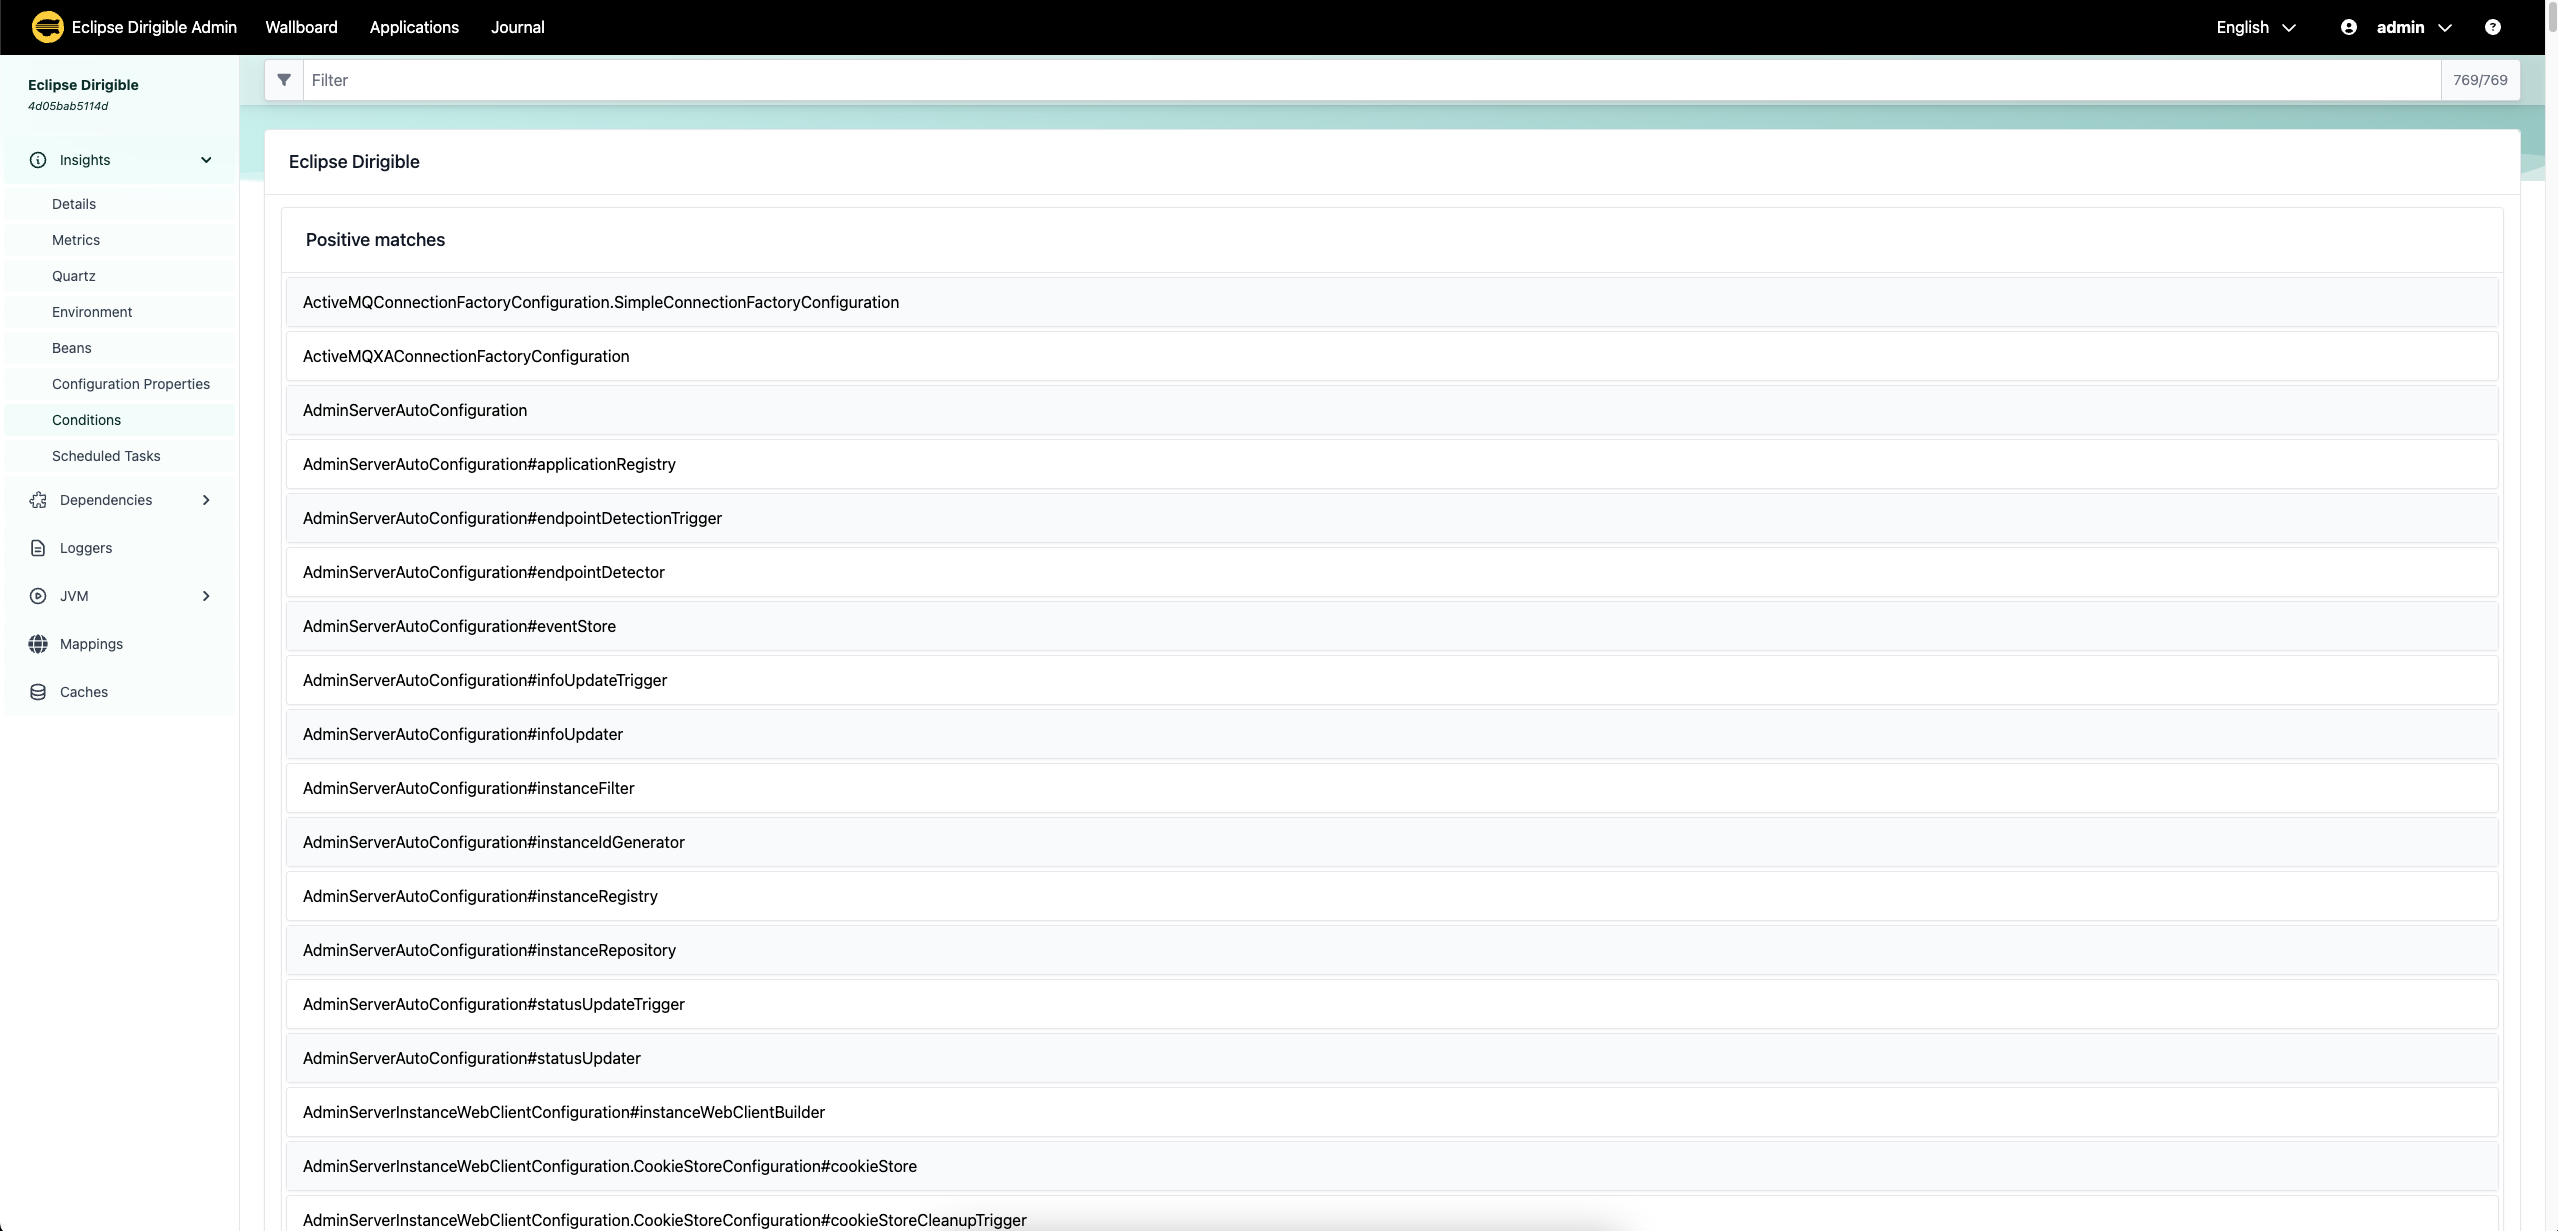 Eclipse Dirigible Admin Wallboard Applications Journal English admin
Eclipse Dirigible
4d05bab5114d
Insights
Details
Metrics
Quartz
Environment
Beans
Configuration Properties
Conditions
Scheduled Tasks
Dependencies
Loggers
JVM
Mappings
Caches
Filter 769/769
Eclipse Dirigible
Positive matches
ActiveMQConnectionFactoryConfiguration.SimpleConnectionFactoryConfiguration
ActiveMQXAConnectionFactoryConfiguration
AdminServerAutoConfiguration
AdminServerAutoConfiguration#applicationRegistry
AdminServerAutoConfiguration#endpointDetectionTrigger
AdminServerAutoConfiguration#endpointDetector
AdminServerAutoConfiguration#eventStore
AdminServerAutoConfiguration#infoUpdateTrigger
AdminServerAutoConfiguration#infoUpdater
AdminServerAutoConfiguration#instanceFilter
AdminServerAutoConfiguration#instanceIdGenerator
AdminServerAutoConfiguration#instanceRegistry
AdminServerAutoConfiguration#instanceRepository
AdminServerAutoConfiguration#statusUpdateTrigger
AdminServerAutoConfiguration#statusUpdater
AdminServerInstanceWebClientConfiguration#instanceWebClientBuilder
AdminServerInstanceWebClientConfiguration.CookieStoreConfiguration#cookieStore
AdminServerInstanceWebClientConfiguration.CookieStoreConfiguration#cookieStoreCleanupTrigger